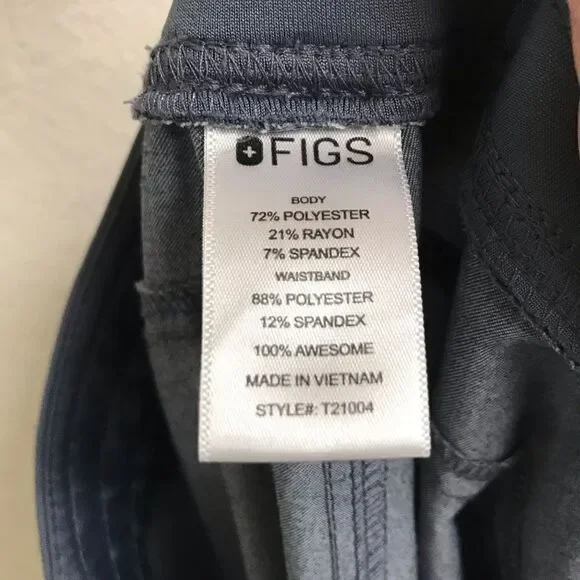 FIGS
BODY
72% POLYESTER
21% RAYON
7% SPANDEX
WAISTBAND
88% POLYESTER
12% SPANDEX
100% AWESOME
MADE IN VIETNAM
STYLE#: T21004